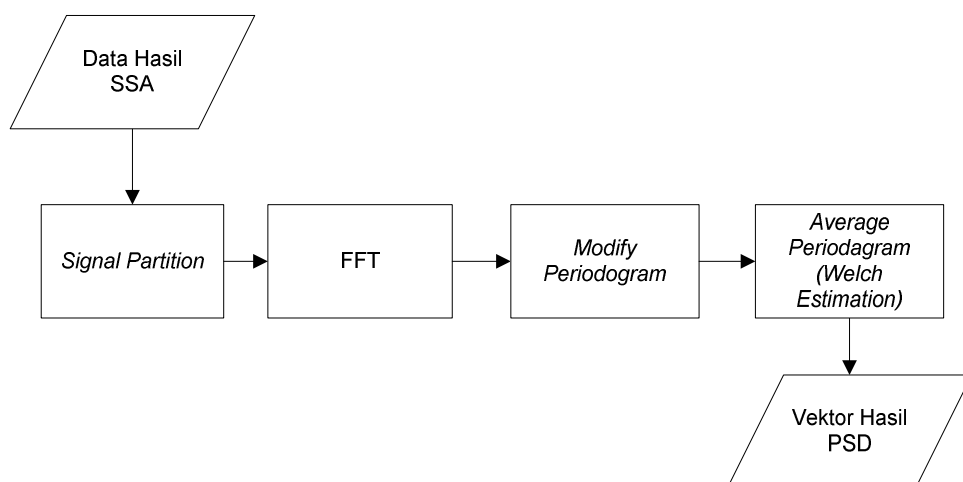 Data Hasil
SSA
Signal Partition
FFT
Modify
Periodogram
Average
Periodagram
(Welch
Estimation)
Vektor Hasil
PSD